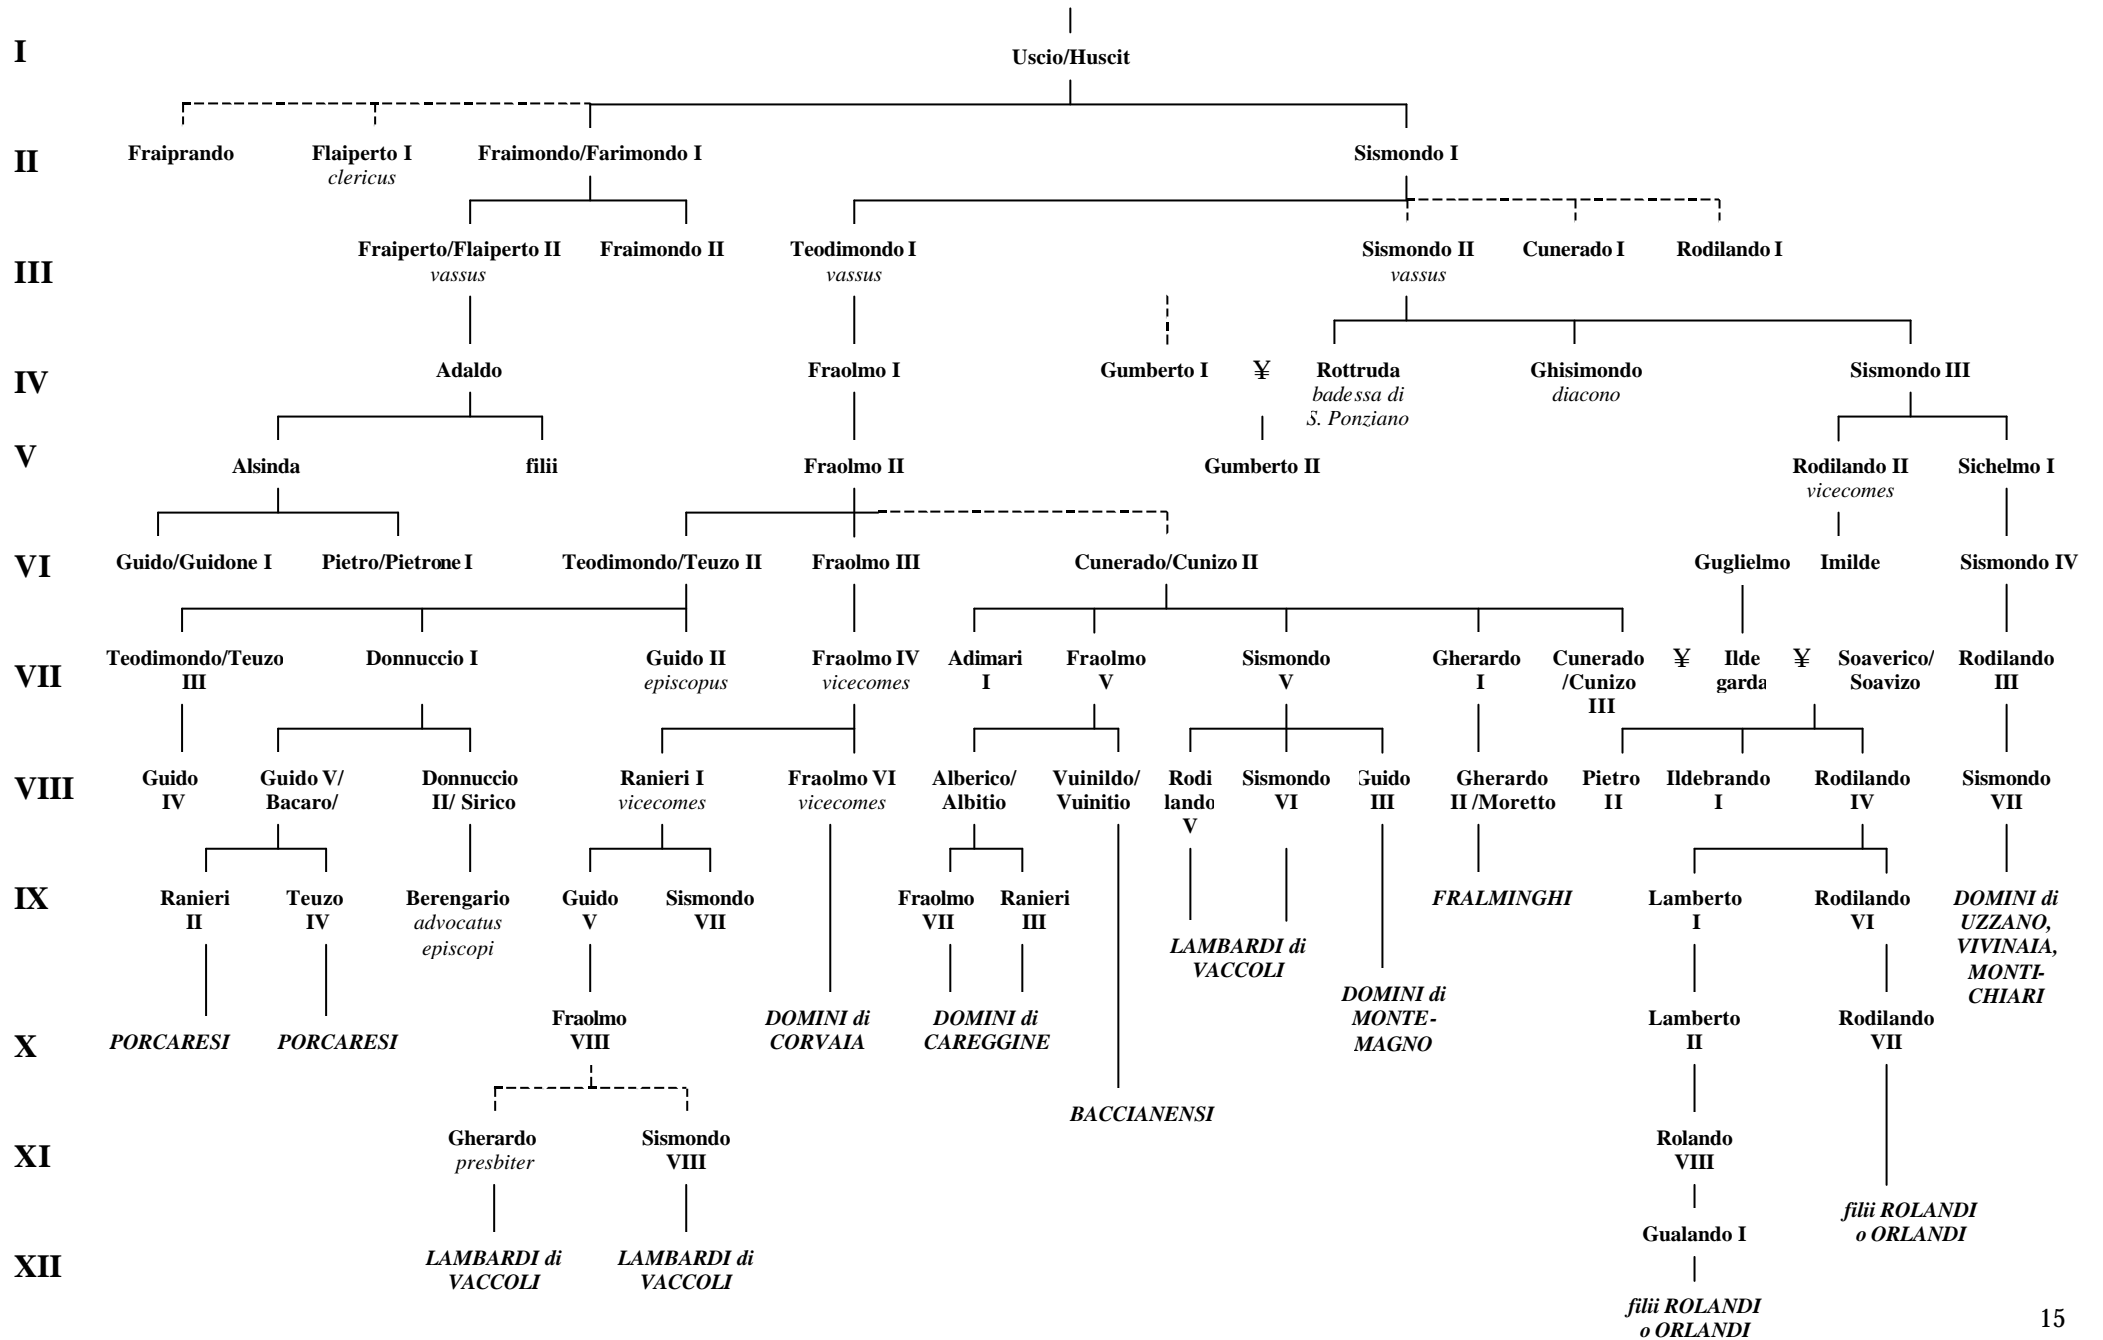 I
Uscio/Huscit
II
Fraiprando
Flaiperto I
clericus
Fraimondo/Farimondo I
Sismondo I
III
Fraiperto/Flaiperto II
vassus
Fraimondo II
Teodimondo I
vassus
Sismondo II
vassus
Cunerado I
Rodilando I
IV
Adaldo
Fraolmo I
Gumberto I
¥
Rottruda
badessa di
S. Ponziano
Ghisimondo
diacono
Sismondo III
V
Alsinda
filii
Fraolmo II
Gumberto II
Rodilando II
vicecomes
Sichelmo I
VI
Guido/Guidone I
Pietro/Pietrone I
Teodimondo/Teuzo II
Fraolmo III
Cunerado/Cunizo II
Guglielmo
Imilde
Sismondo IV
VII
Teodimondo/Teuzo
III
Donnuccio I
Guido II
episcopus
Fraolmo IV
vicecomes
Adimari
I
Fraolmo
V
Sismondo
V
Gherardo
I
Cunerado
/Cunizo
III
¥
Ilde
garda
¥
Soaverico/
Soavizo
Rodilando
III
VIII
Guido
IV
Guido V/
Bacaro/
Donnuccio
II/ Sirico
Ranieri I
vicecomes
Fraolmo VI
vicecomes
Alberico/
Albitio
Vuinildo/
Vuinitio
Rodi
lando
V
Sismondo
VI
Guido
III
Gherardo
II /Moretto
Pietro
II
Ildebrando
I
Rodilando
IV
Sismondo
VII
IX
Ranieri
II
Teuzo
IV
Berengario
advocatus
episcopi
Guido
V
Sismondo
VII
Fraolmo
VII
Ranieri
III
LAMBARDI di
VACCOLI
FRALMINGHI
Lamberto
I
Rodilando
VI
DOMINI di
UZZANO,
VIVINAIA,
MONTI-
CHIARI
X
PORCARESI
PORCARESI
Fraolmo
VIII
DOMINI di
CORVAIA
DOMINI di
CAREGGINE
DOMINI di
MONTE-
MAGNO
Lamberto
II
Rodilando
VII
BACCIANENSI
XI
Gherardo
presbiter
Sismondo
VIII
Rolando
VIII
filii ROLANDI
o ORLANDI
Gualando I
XII
LAMBARDI di
VACCOLI
LAMBARDI di
VACCOLI
filii ROLANDI
o ORLANDI
15